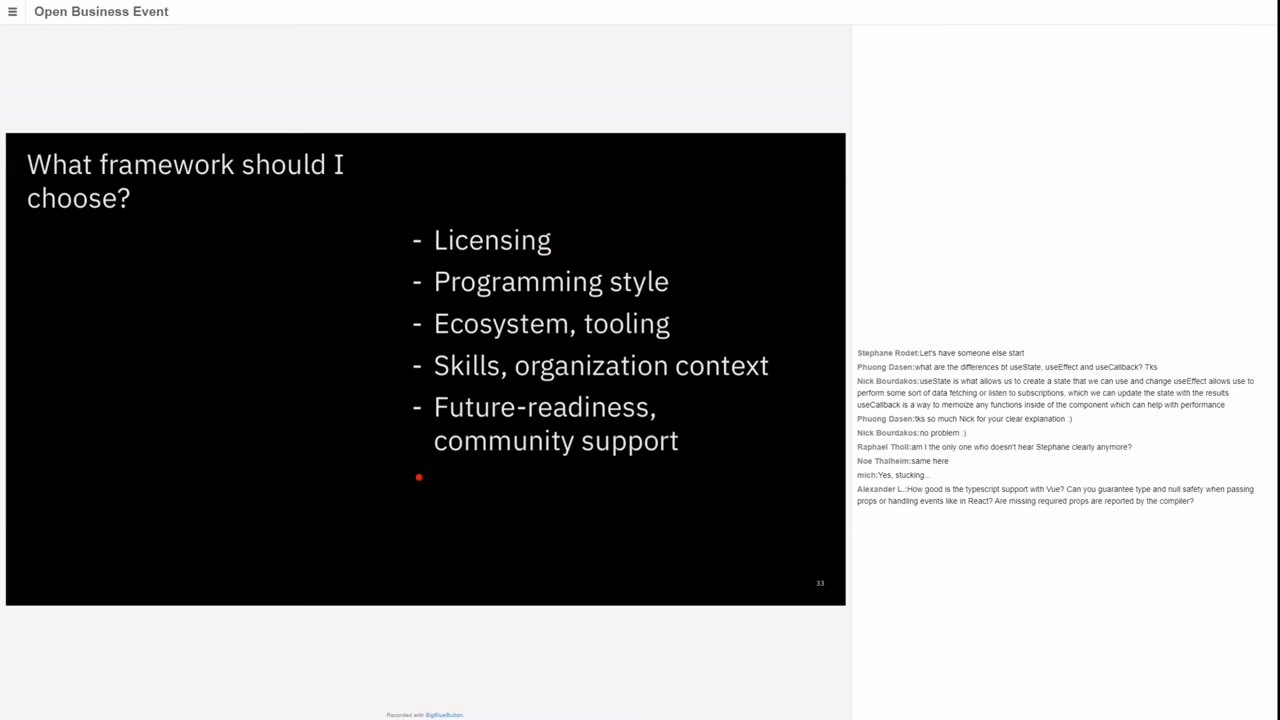 Open Business Event
What framework should I
choose?
- Licensing
- Programming style
- Ecosystem, tooling
- Skills, organization context
- Future-readiness,
community support
33
Stephane Rodet:Let's have someone else start
Phuong Dasen:what are the differences bt useState, useEffect and useCallback? Tks
Nick Bourdakos:useState is what allows us to create a state that we can use and change useEffect allows use to
perform some sort of data fetching or listen to subscriptions, which we can update the state with the results
useCallback is a way to memoize any functions inside of the component which can help with performance
Phuong Dasen:tks so much Nick for your clear explanation :)
Nick Bourdakos:no problem :)
Raphael Tholl:am I the only one who doesn't hear Stephane clearly anymore?
Noe Thalheim:same here
mich:Yes, stucking...
Alexander L.:How good is the typescript support with Vue? Can you guarantee type and null safety when passing
props or handling events like in React? Are missing required props are reported by the compiler?
Recorded with BigBlueButton.